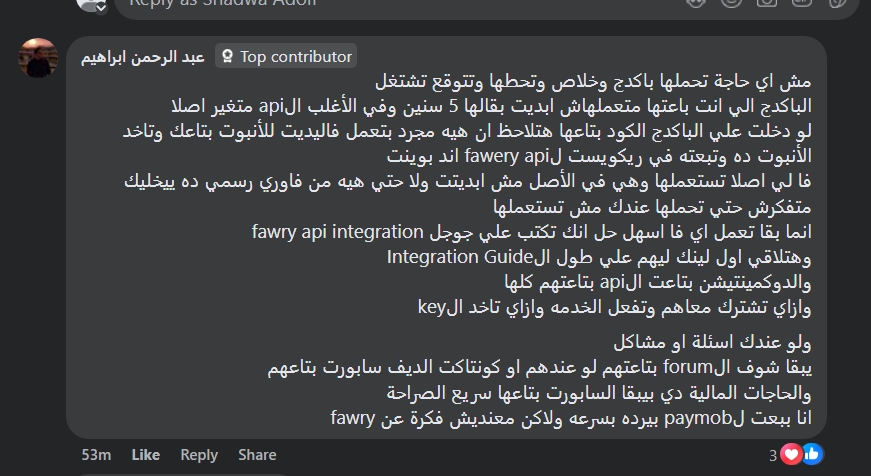 Reply as Shadwa Adolf
عبد الرحمن ابراهيم Top contributor
مش اي حاجة تحملها باكدج وخلاص وتحطها وتتوقع تشتغل
الباكدج الي انت باعتها متعملهاش ابديت بقالها 5 سنين وفي الأغلب الapi متغير اصلا
لو دخلت علي الباكدج الكود بتاعها هتلاحظ ان هيه مجرد بتعمل فاليديت للأنبوت بتاعك وتاخد
الأنبوت ده وتبعته في ريكويست لfawery api اند بوينت
فا لي اصلا تستعملها وهي في الأصل مش ابديتت ولا حتي هيه من فاوري رسمي ده ييخليك
متفكرش حتي تحملها عندك مش تستعملها
انما بقا تعمل اي فا اسهل حل انك تكتب علي جوجل fawry api integration
وهتلاقي اول لينك ليهم علي طول الIntegration Guide
والدوكمينتيشن بتاعت الapi بتاعتهم كلها
وازاي تشترك معاهم وتفعل الخدمه وازاي تاخد الkey
ولو عندك اسئلة او مشاكل
يبقا شوف الforum بتاعتهم لو عندهم او كونتاكت الديف سابورت بتاعهم
والحاجات المالية دي بيبقا السابورت بتاعها سريع الصراحة
انا ببعت لpaymob بيرده بسرعه ولاكن معنديش فكرة عن fawry
53m Like Reply Share 3